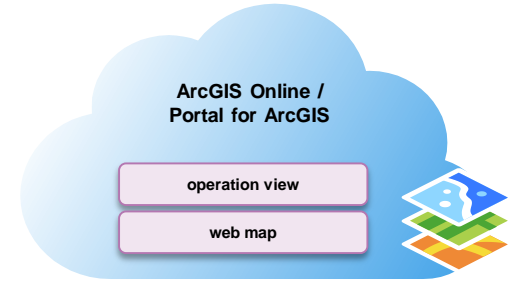 ArcGIS Online /
Portal for ArcGIS
operation view
web map